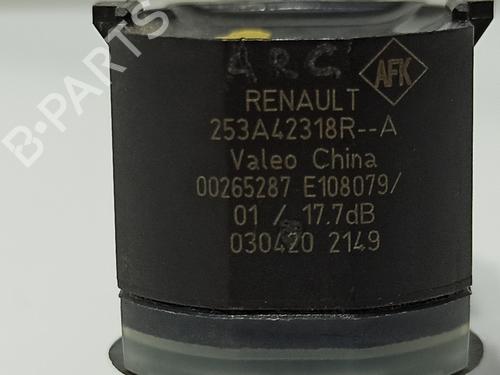 ARC
AFK
RENAULT
253A42318R--A
Valeo China
00265287 E108079/
01 / 17.7dB
030420 2149
B-PARTS